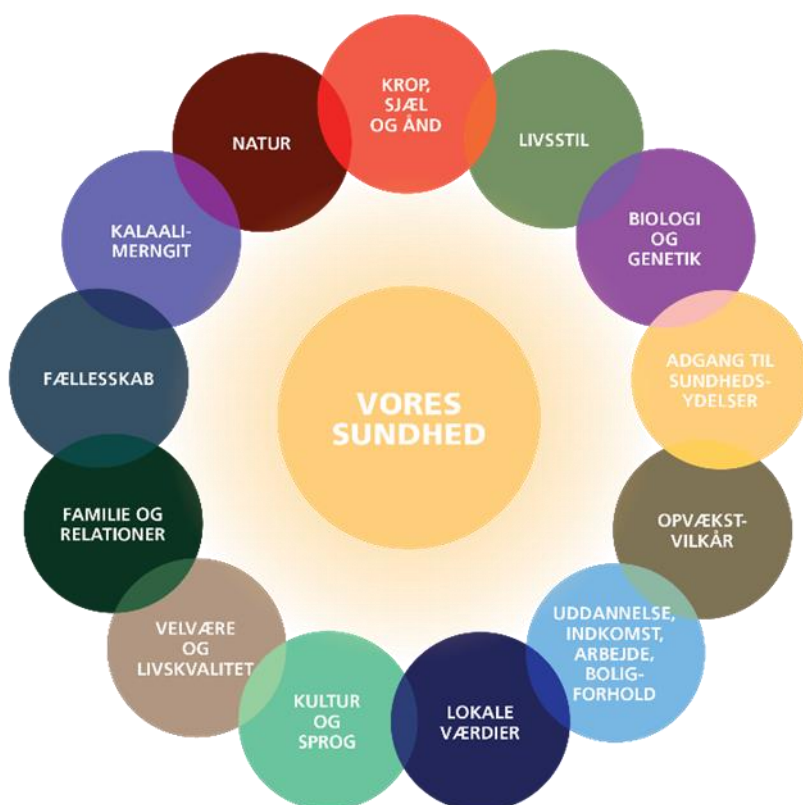 KROP,
SJÆL
OG ÅND
LIVSSTIL
BIOLOGI
OG
GENETIK
ADGANG TIL
SUNDHEDS-
YDELSER
OPVÆKST-
VILKÅR
UDDANNELSE,
INDKOMST,
ARBEJDE,
BOLIG-
FORHOLD
LOKALE
VÆRDIER
KULTUR
OG
SPROG
VELVÆRE
OG
LIVSKVALITET
FAMILIE OG
RELATIONER
FÆLLESSKAB
KALAALI-
MERNGIT
NATUR
VORES
SUNDHED